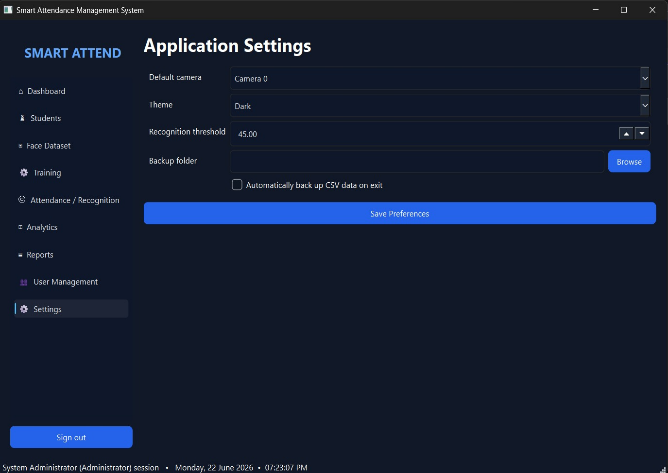 Smart Attendance Management System
SMART ATTEND
Dashboard
Students
Face Dataset
Training
Attendance / Recognition
Analytics
Reports
User Management
Settings
Sign out
Application Settings
Default camera
Camera 0
Theme
Dark
Recognition threshold
45.00
Backup folder
Browse
Automatically back up CSV data on exit
Save Preferences
System Administrator (Administrator) session • Monday, 22 June 2026 • 07:23:07 PM